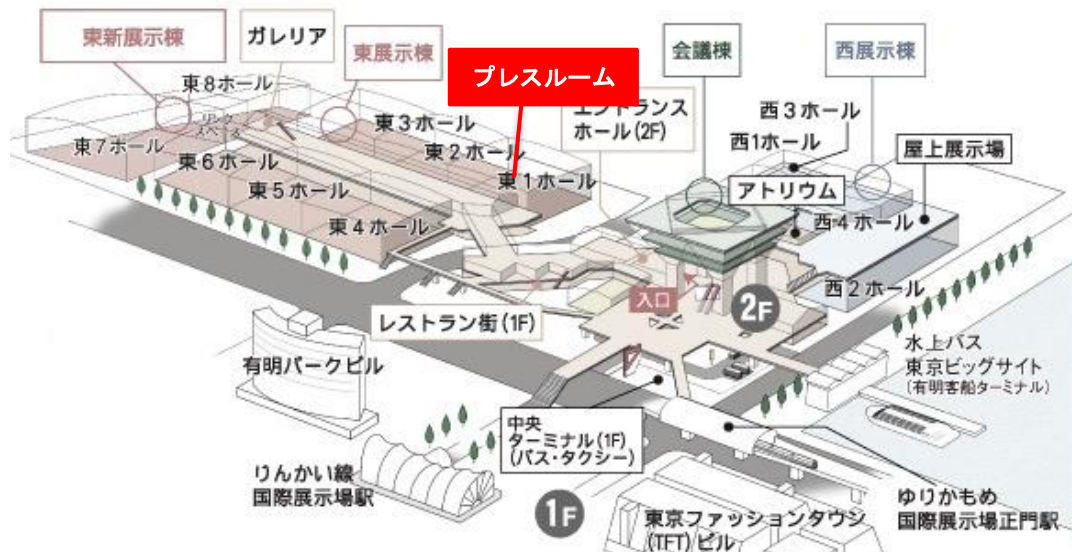 東新展示棟
ガレリア
東展示棟
プレスルーム
会議棟
西展示棟
東8ホール
リンク
スペース
東7ホール
東3ホール
東2ホール
東1ホール
東6ホール
東5ホール
東4ホール
エントランス
ホール(2F)
西3ホール
西1ホール
屋上展示場
アトリウム
西4ホール
西2ホール
入口
2F
レストラン街(1F)
有明パークビル
水上バス
東京ビッグサイト
(有明客船ターミナル)
中央
ターミナル(1F)
(バス・タクシー)
りんかい線
国際展示場駅
1F
東京ファッションタウン
(TFT)ビル
ゆりかもめ
国際展示場正門駅